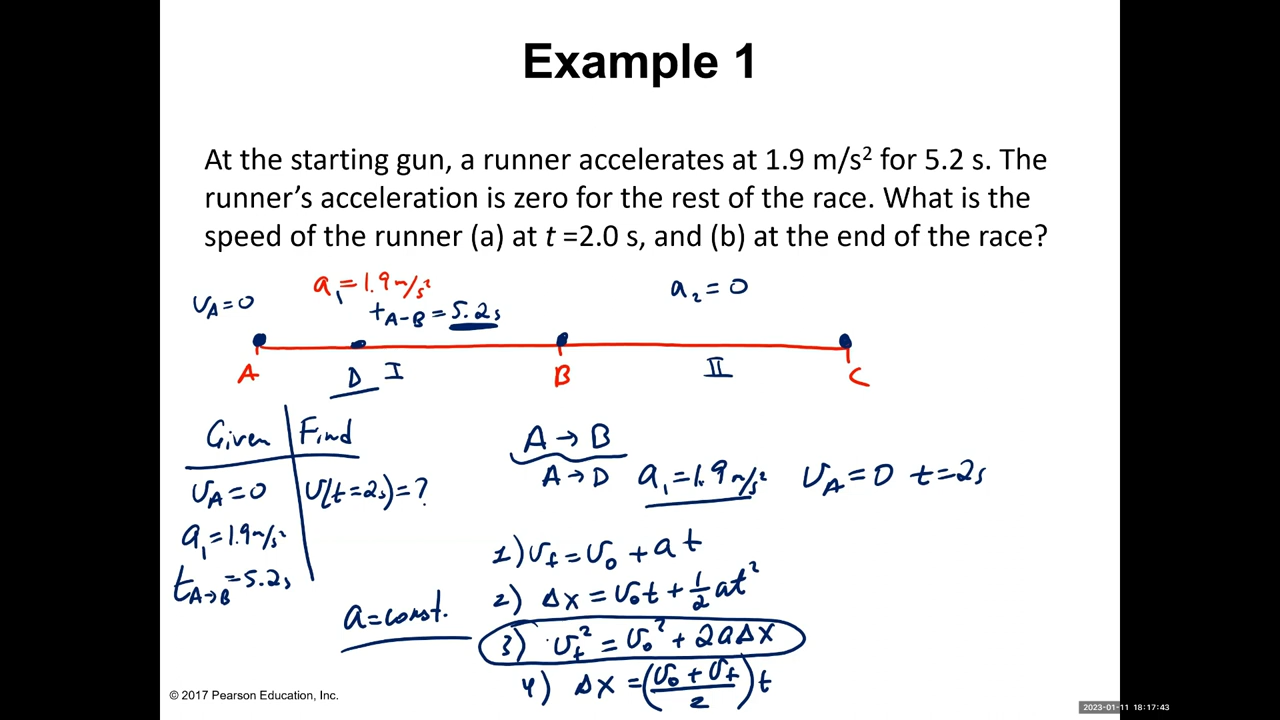 Example 1
At the starting gun, a runner accelerates at 1.9 m/s² for 5.2 s. The
runner’s acceleration is zero for the rest of the race. What is the
speed of the runner (a) at t =2.0 s, and (b) at the end of the race?
v_A=0
a₁=1.9 m/s²
t_A-B = 5.2s
a₂=0
A
D
I
B
II
C
Given
Find
v_A=0
v(t=2s)=?
a₁=1.9m/s²
t_A→B=5.2s
A→B
A→D a₁=1.9m/s² v_A=0 t=2s
a=const.
1) v_f=v₀+at
2) Δx=v₀t+½at²
3) v_f²=v₀²+2aΔx
4) Δx=((v₀+v_f)/2)t
© 2017 Pearson Education, Inc.
2023-01-11 18:17:43